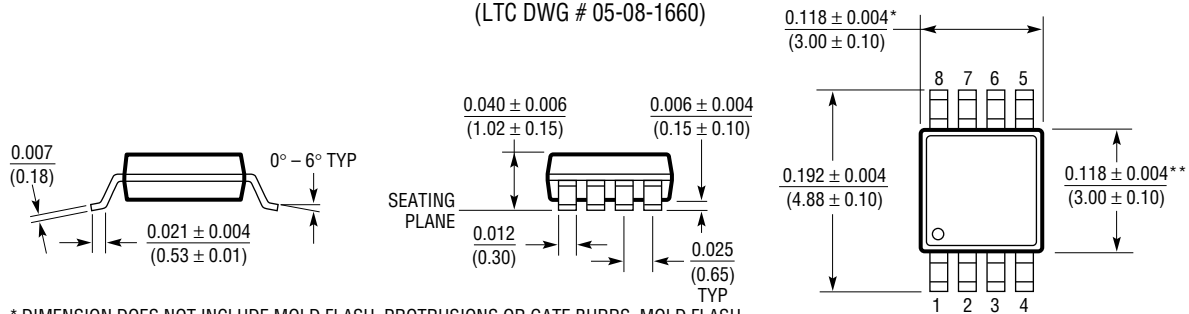 (LTC DWG # 05-08-1660)
0.118 ± 0.004*
(3.00 ± 0.10)
8 7 6 5
0.040 ± 0.006
(1.02 ± 0.15)
0.006 ± 0.004
(0.15 ± 0.10)
0.007
(0.18)
0° – 6° TYP
SEATING
PLANE
0.192 ± 0.004
(4.88 ± 0.10)
0.118 ± 0.004**
(3.00 ± 0.10)
0.021 ± 0.004
(0.53 ± 0.01)
0.012
(0.30)
0.025
(0.65)
TYP
1 2 3 4
* DIMENSION DOES NOT INCLUDE MOLD FLASH, PROTRUSIONS OR GATE BURRS. MOLD FLASH,